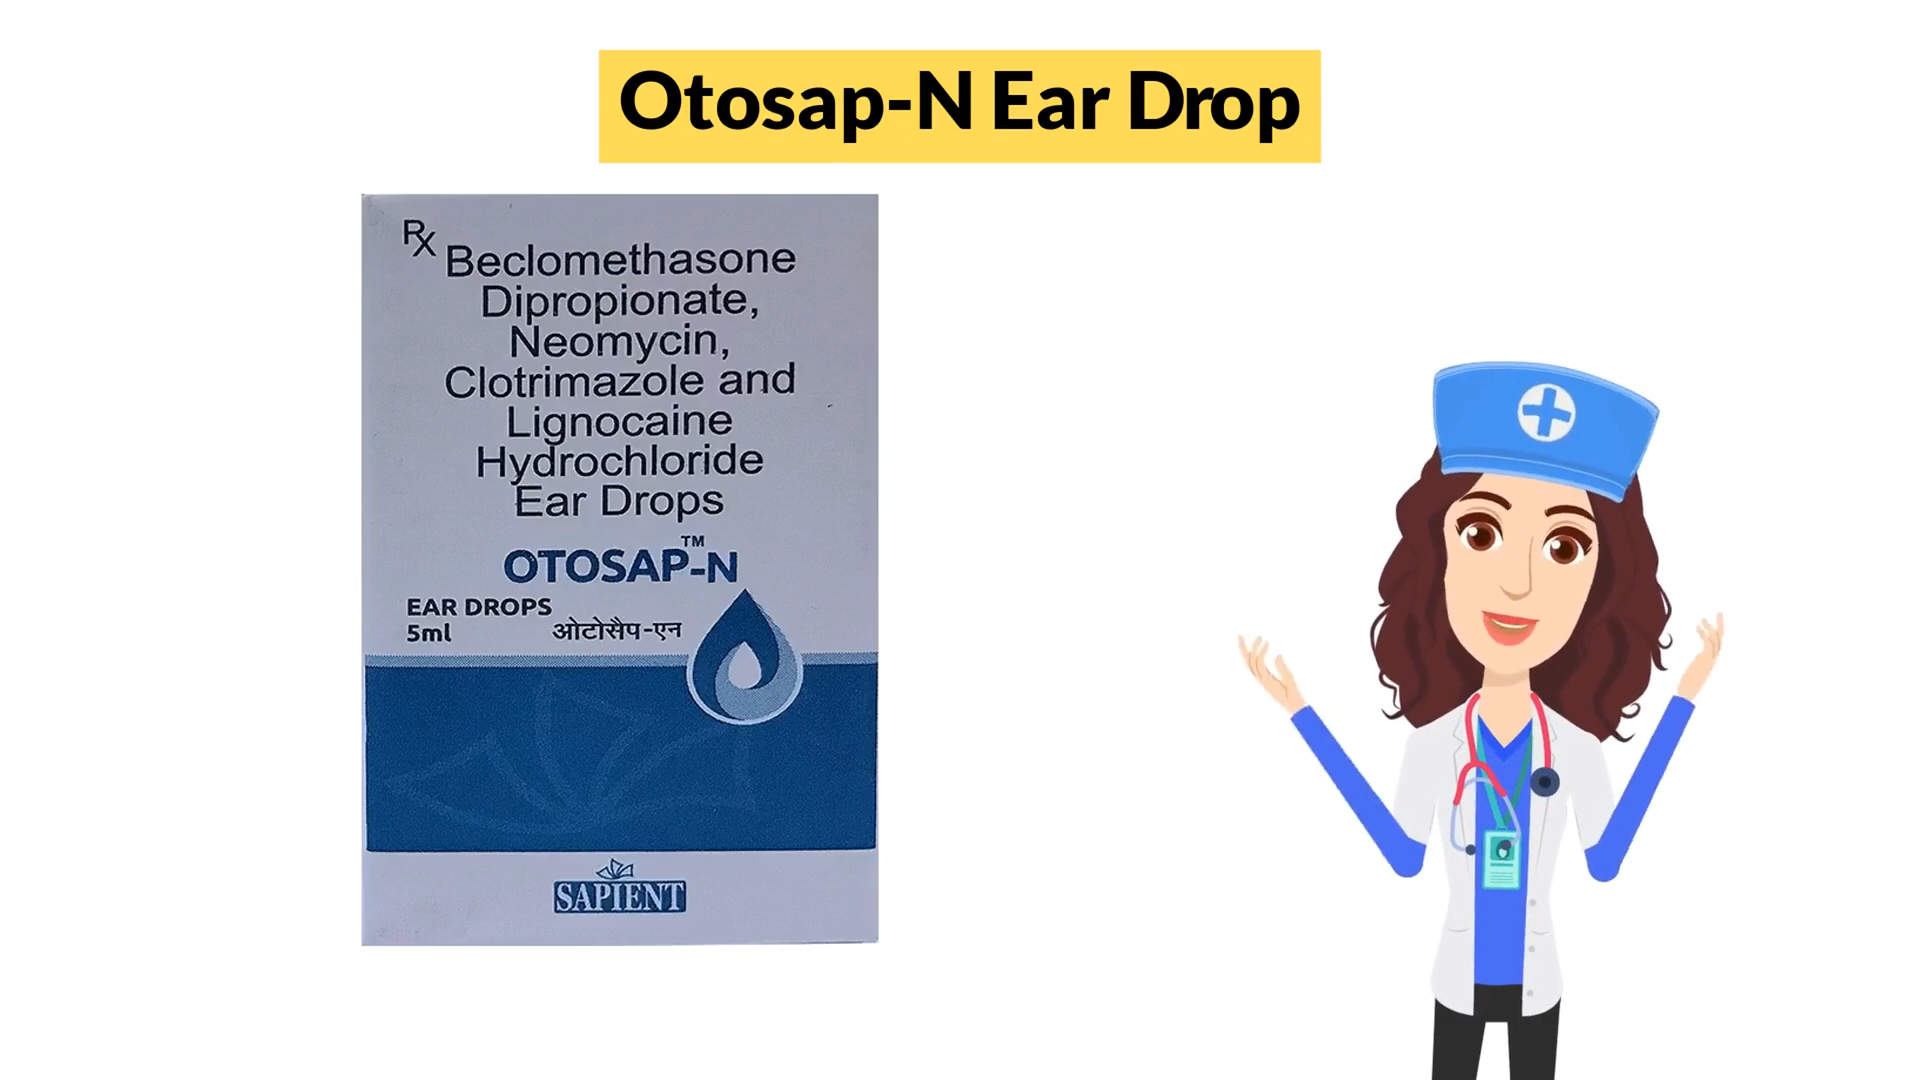 Otosap-N Ear Drop
Rx
Beclomethasone
Dipropionate,
Neomycin,
Clotrimazole and
Lignocaine
Hydrochloride
Ear Drops
OTOSAP™-N
EAR DROPS
5ml
ओटोसैप-एन
SAPIENT